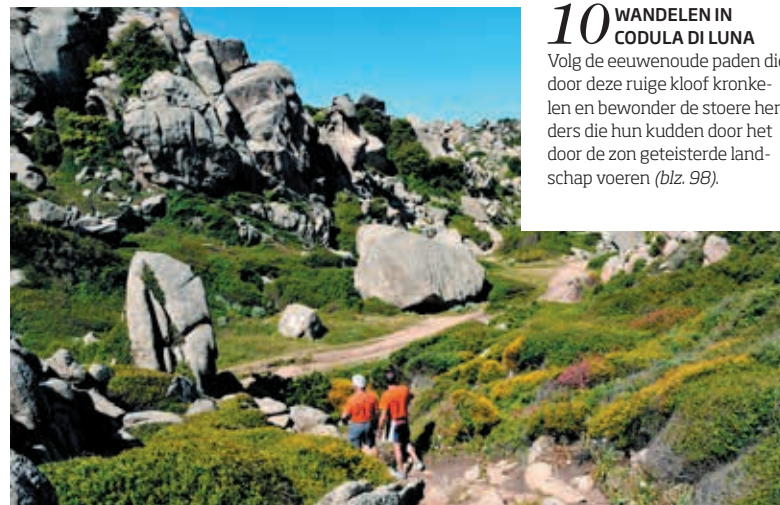 10 WANDELEN IN
CODULA DI LUNA
Volg de eeuwenoude paden die
door deze ruige kloof kronke-
len en bewonder de stoere her
ders die hun kudden door het
door de zon geteisterde land-
schap voeren (blz. 98).